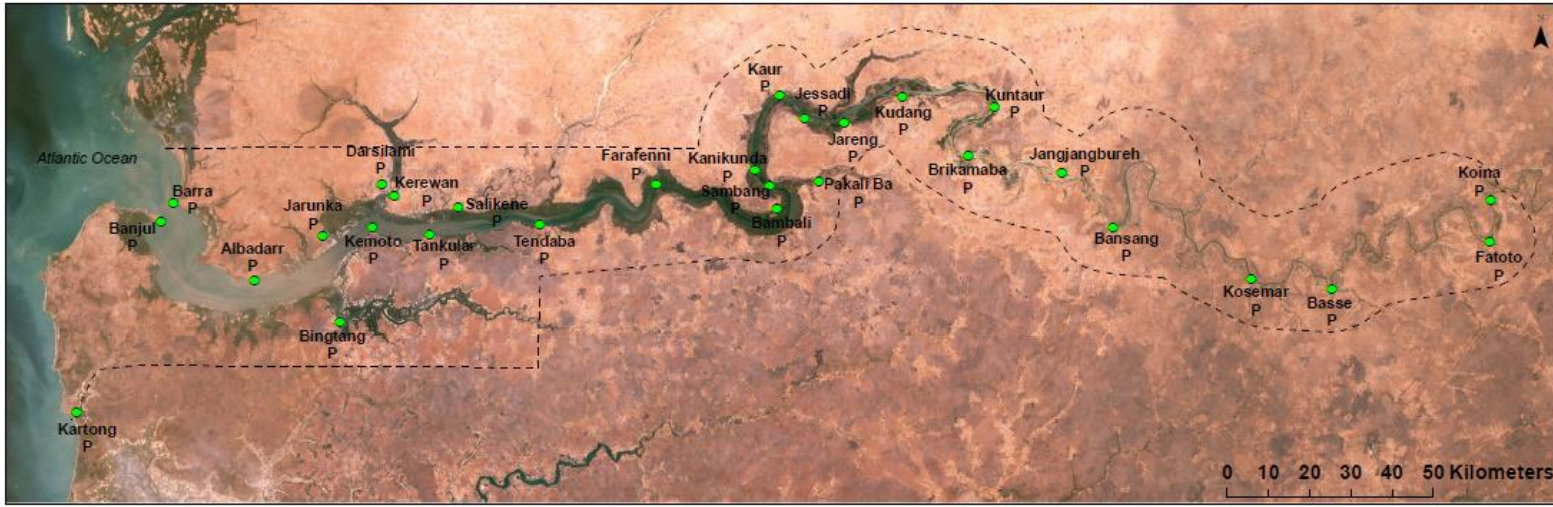 Atlantic Ocean
Barra
P
Banjul
P
Kartong
P
Albadarr
P
Jarunka
P
Bingtang
P
Darsilami
P
Kerewan
P
Kemoto
P
Tankular
P
Salikene
P
Tendaba
P
Farafenni
P
Kanikunda
P
Sambang
P
Bambali
P
Kaur
P
Jessadi
P
Jareng
P
Pakali Ba
P
Kudang
P
Kuntaur
P
Brikamaba
P
Jangjangbureh
P
Bansang
P
Kosemar
P
Basse
P
Koina
P
Fatoto
P
0 10 20 30 40 50 Kilometers